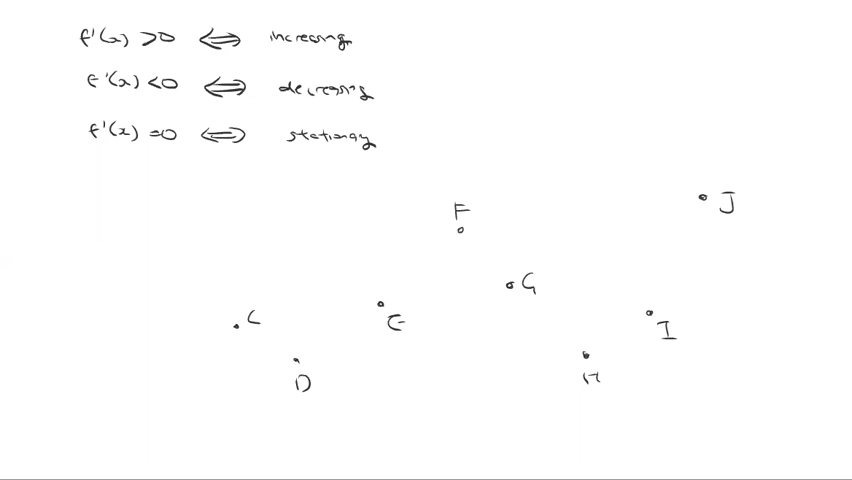 f'(x) >0 ⟺ increasing
f'(x) <0 ⟺ decreasing
f'(x) =0 ⟺ stationary
J
F
G
C
E
I
D
H